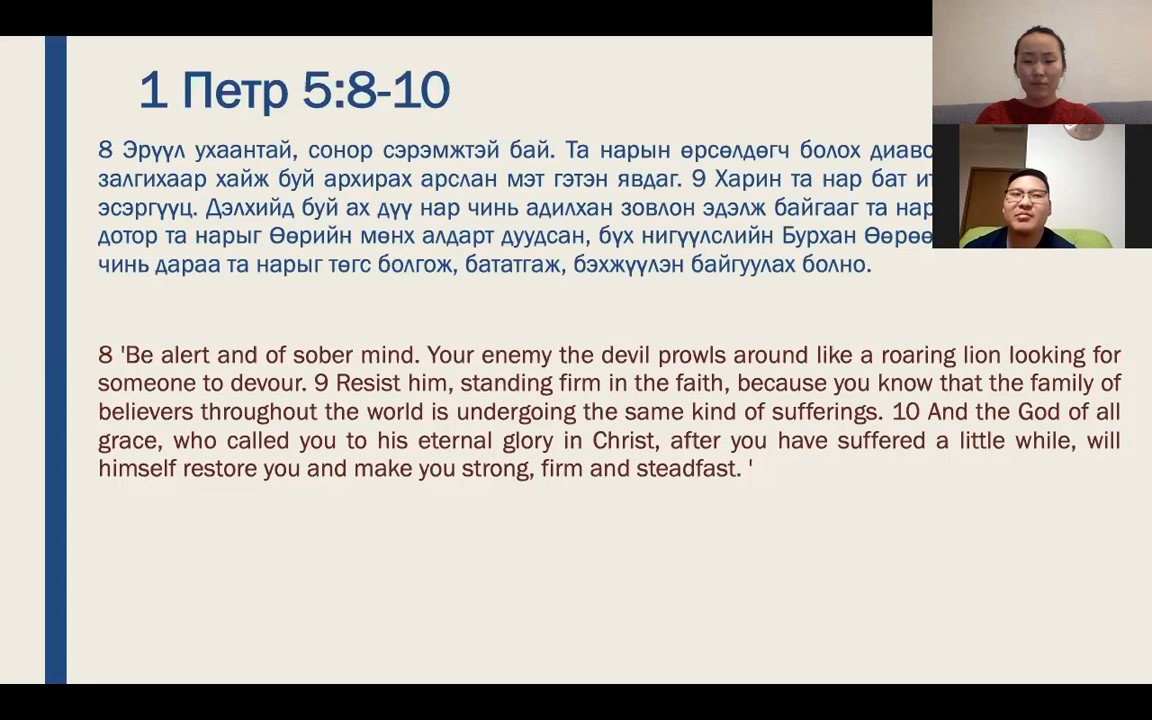 1 Петр 5:8-10
8 Эрүүл ухаантай, сонор сэрэмжтэй бай. Та нарын өрсөлдөгч болох
залгихаар хайж буй архирах арслан мэт гэтэн явдаг. 9 Харин та нар бат
эсэргүүц. Дэлхийд буй ах дүү нар чинь адилхан зовлон эдэлж байгааг та нар
дотор та нарыг Өөрийн мөнх алдарт дуудсан, бүх нигүүлслийн Бурхан
чинь дараа та нарыг төгс болгож, бататгаж, бэхжүүлэн байгуулах болно.
8 'Be alert and of sober mind. Your enemy the devil prowls around like a roaring lion looking for
someone to devour. 9 Resist him, standing firm in the faith, because you know that the family of
believers throughout the world is undergoing the same kind of sufferings. 10 And the God of all
grace, who called you to his eternal glory in Christ, after you have suffered a little while, will
himself restore you and make you strong, firm and steadfast. '